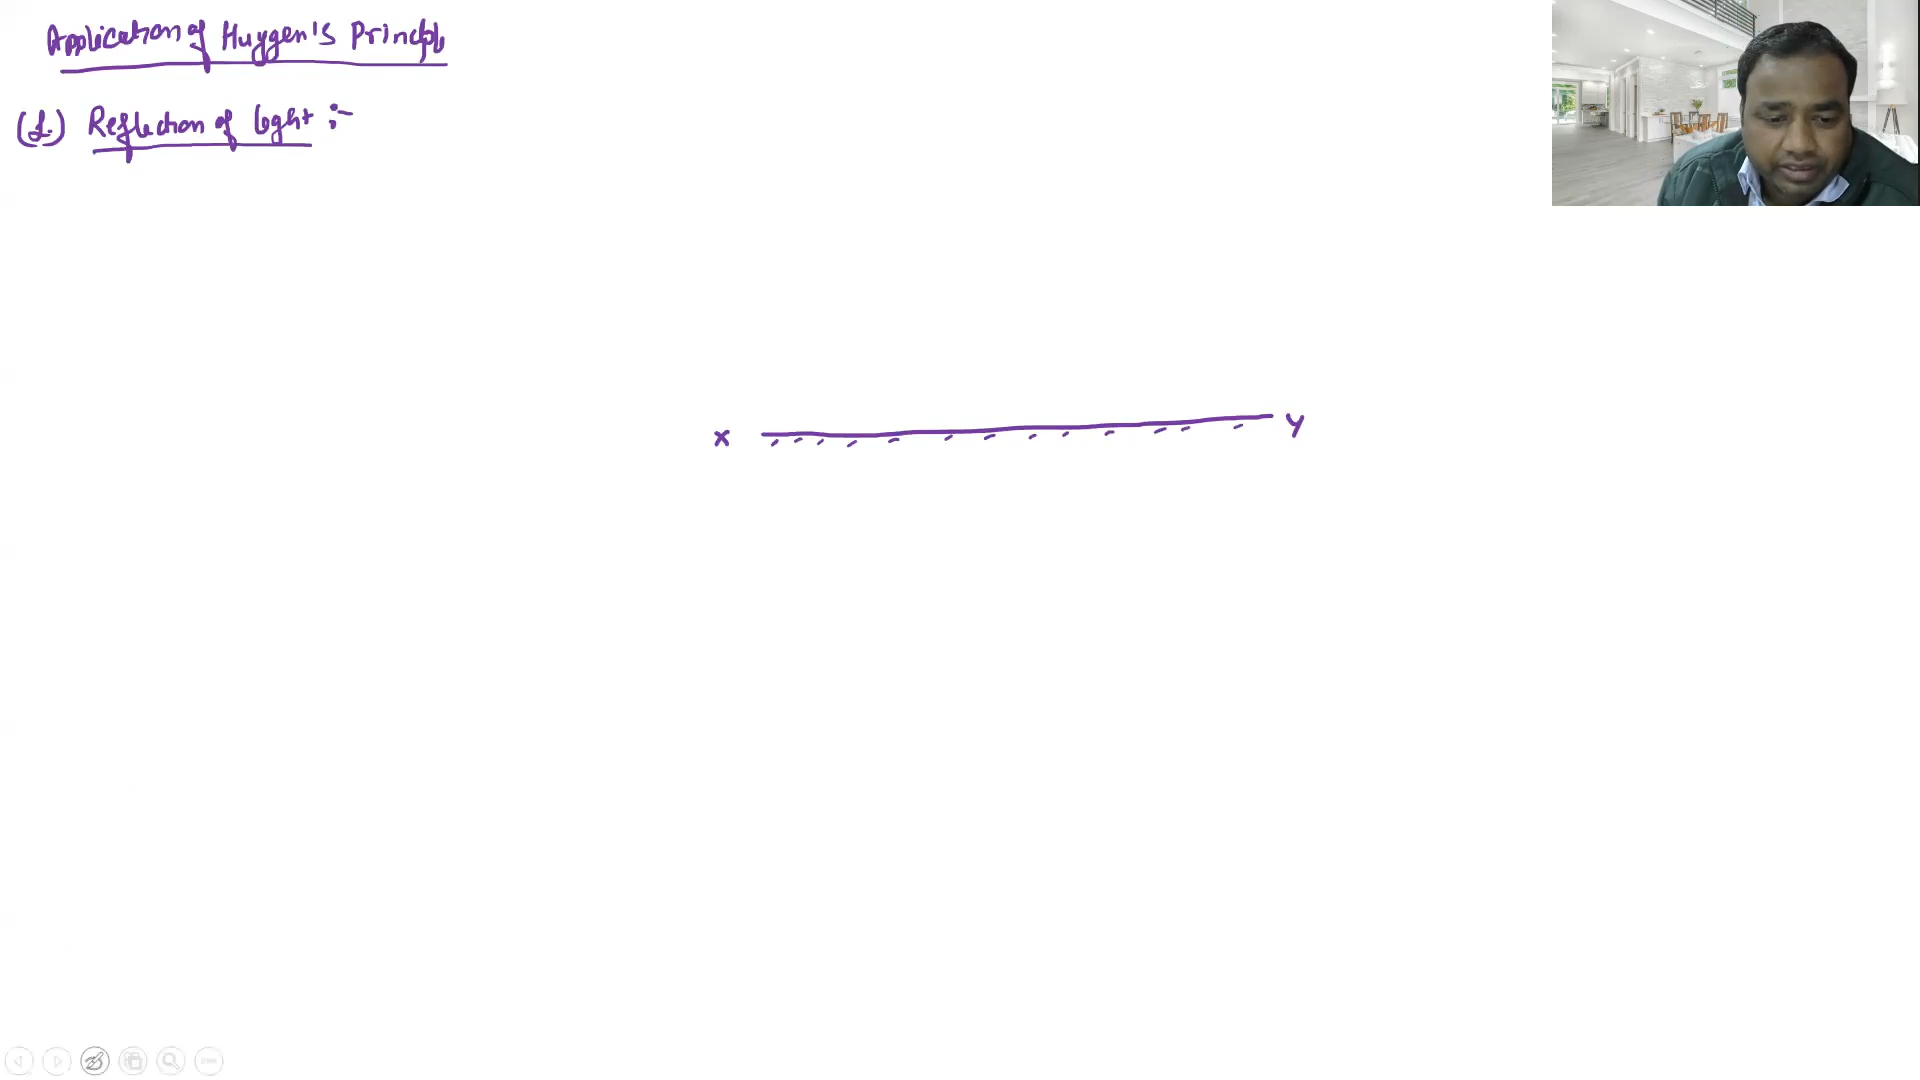 Application of Huygen's Principle
(1.) Reflection of light :-
X Y